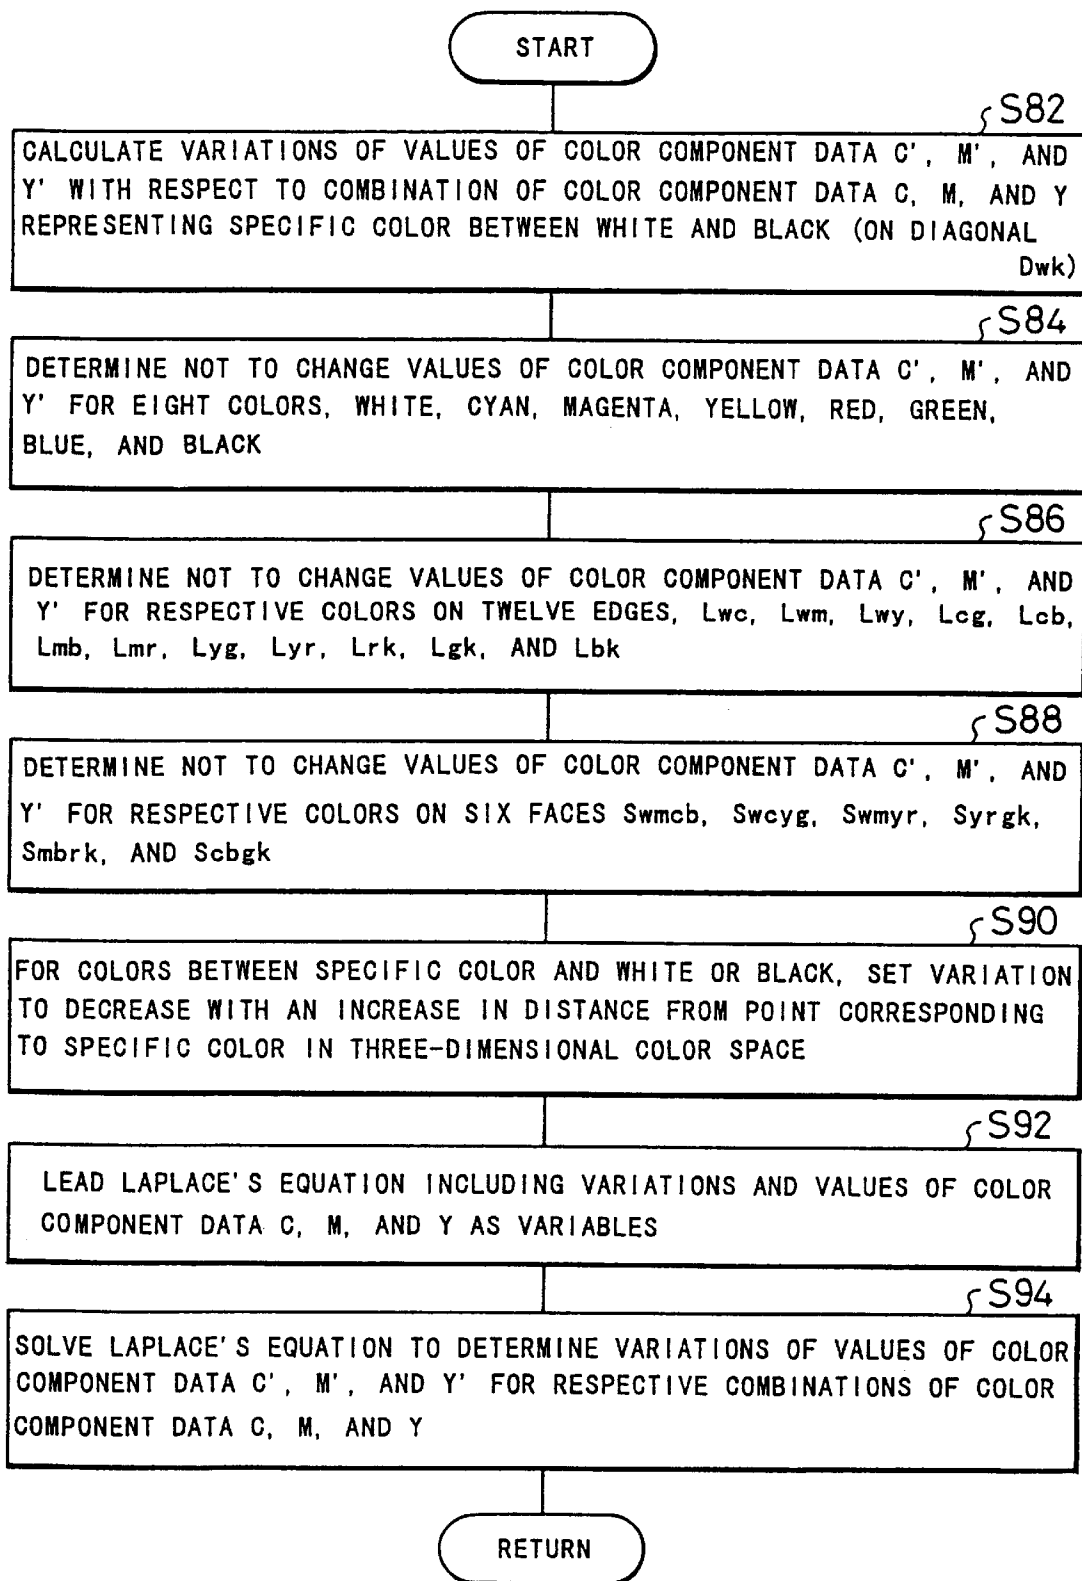 START
S82
CALCULATE VARIATIONS OF VALUES OF COLOR COMPONENT DATA C', M', AND
Y' WITH RESPECT TO COMBINATION OF COLOR COMPONENT DATA C, M, AND Y
REPRESENTING SPECIFIC COLOR BETWEEN WHITE AND BLACK (ON DIAGONAL
Dwk)
S84
DETERMINE NOT TO CHANGE VALUES OF COLOR COMPONENT DATA C', M', AND
Y' FOR EIGHT COLORS, WHITE, CYAN, MAGENTA, YELLOW, RED, GREEN,
BLUE, AND BLACK
S86
DETERMINE NOT TO CHANGE VALUES OF COLOR COMPONENT DATA C', M', AND
Y' FOR RESPECTIVE COLORS ON TWELVE EDGES, Lwc, Lwm, Lwy, Lcg, Lcb,
Lmb, Lmr, Lyg, Lyr, Lrk, Lgk, AND Lbk
S88
DETERMINE NOT TO CHANGE VALUES OF COLOR COMPONENT DATA C', M', AND
Y' FOR RESPECTIVE COLORS ON SIX FACES Swmcb, Swcyg, Swmyr, Syrgk,
Smbrk, AND Scbgk
S90
FOR COLORS BETWEEN SPECIFIC COLOR AND WHITE OR BLACK, SET VARIATION
TO DECREASE WITH AN INCREASE IN DISTANCE FROM POINT CORRESPONDING
TO SPECIFIC COLOR IN THREE-DIMENSIONAL COLOR SPACE
S92
LEAD LAPLACE'S EQUATION INCLUDING VARIATIONS AND VALUES OF COLOR
COMPONENT DATA C, M, AND Y AS VARIABLES
S94
SOLVE LAPLACE'S EQUATION TO DETERMINE VARIATIONS OF VALUES OF COLOR
COMPONENT DATA C', M', AND Y' FOR RESPECTIVE COMBINATIONS OF COLOR
COMPONENT DATA C, M, AND Y
RETURN